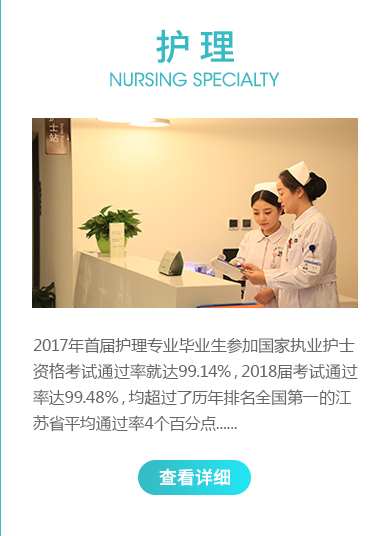 护理
NURSING SPECIALTY
士站
2017年首届护理专业毕业生参加国家执业护士
资格考试通过率就达99.14%，2018届考试通过
率达99.48%，均超过了历年排名全国第一的江
苏省平均通过率4个百分点......
查看详细